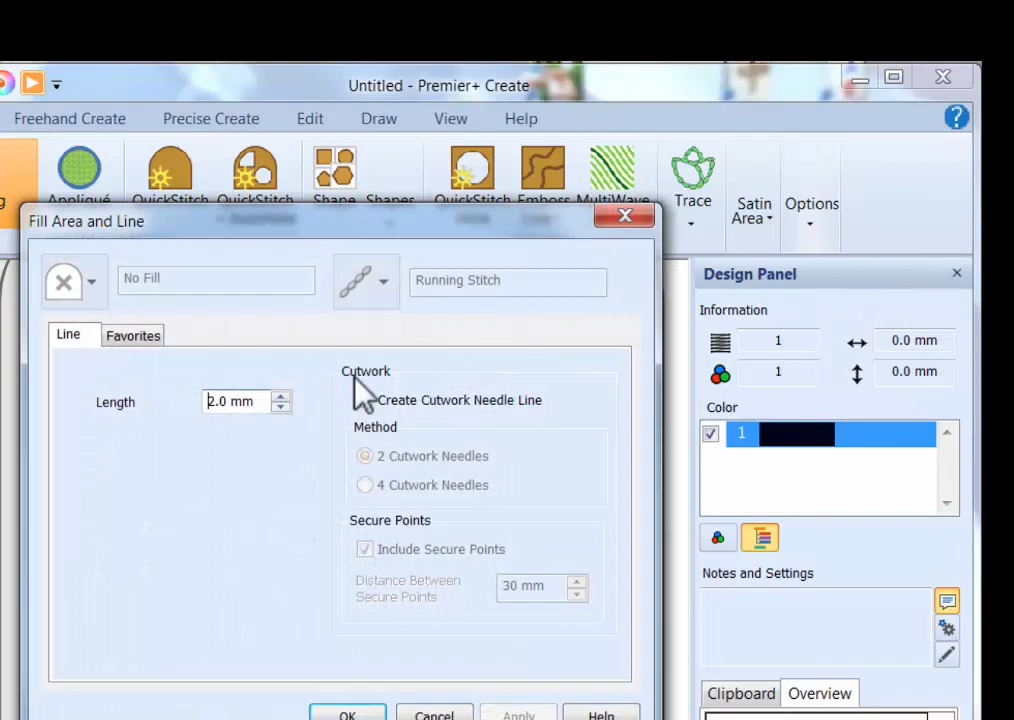 Untitled - Premier+ Create
Freehand Create Precise Create Edit Draw View Help
Appliqué QuickStitch QuickStitch Shape Shapes QuickStitch Emboss MultiWave Trace Satin Area Options
Fill Area and Line
No Fill
Running Stitch
Line Favorites
Length 2.0 mm
Cutwork
Create Cutwork Needle Line
Method
2 Cutwork Needles
4 Cutwork Needles
Secure Points
Include Secure Points
Distance Between
Secure Points
30 mm
OK Cancel Apply Help
Design Panel
Information
1 0.0 mm
1 0.0 mm
Color
1
Notes and Settings
Clipboard Overview